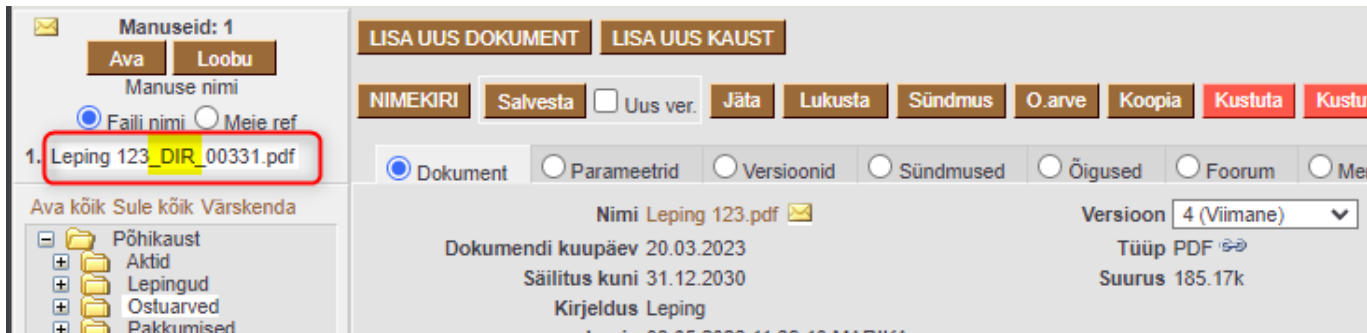 Manuseid: 1
Ava Loobu
Manuse nimi
Faili nimi Meie ref
1. Leping 123_DIR_00331.pdf
Ava kõik Sule kõik Värskenda
Põhikaust
Aktid
Lepingud
Ostuarved
Pakkumised
LISA UUS DOKUMENT LISA UUS KAUST
NIMEKIRI Salvesta Uus ver. Jäta Lukusta Sündmus O.arve Koopia Kustuta Kustu
Dokument Parameetrid Versioonid Sündmused Õigused Foorum Me
Nimi Leping 123.pdf Versioon 4 (Viimane)
Dokumendi kuupäev 20.03.2023 Tüüp PDF
Säilitus kuni 31.12.2030 Suurus 185.17k
Kirjeldus Leping